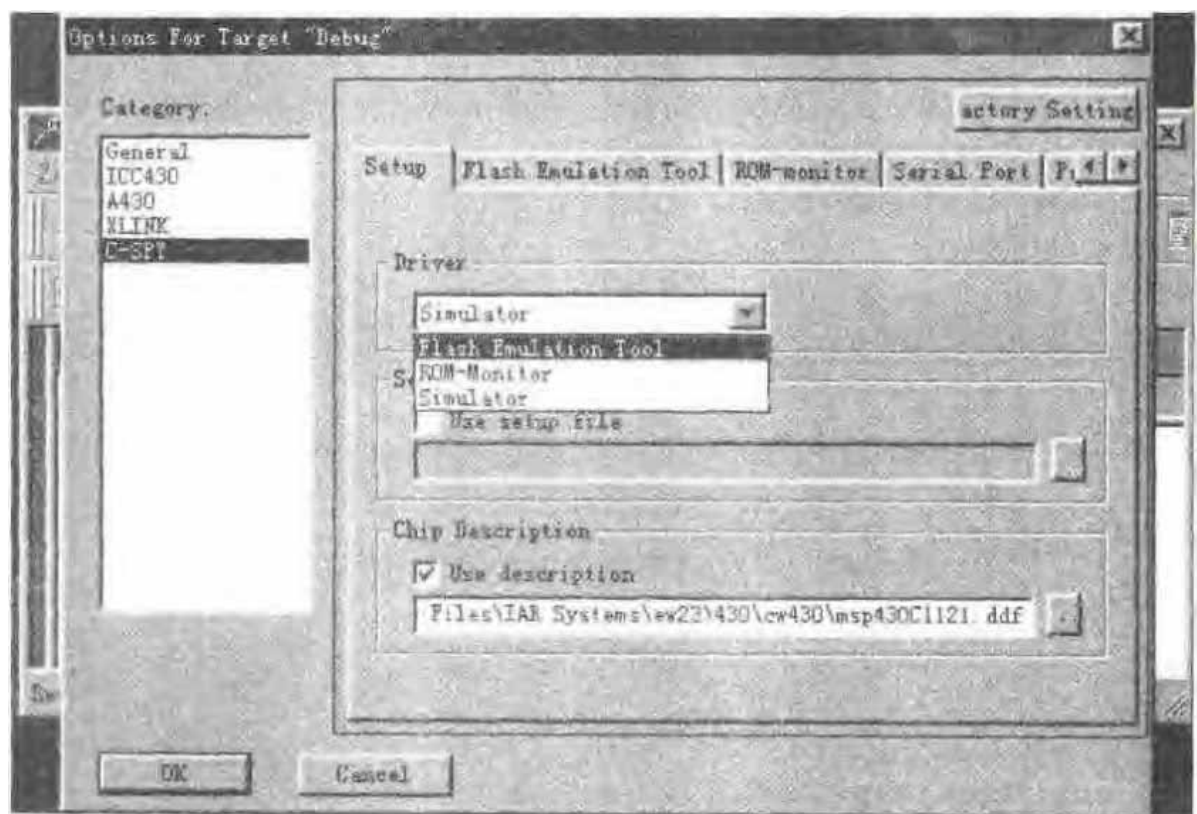 Options For Target "Debug"
Category:
General
ICC430
A430
XLINK
C-SPY
actory Setting
Setup
Flash Emulation Tool
ROM-monitor
Serial Port
Driver
Simulator
Flash Emulation Tool
ROM-Monitor
Simulator
Use setup file
Chip Description
Use description
Files\IAR Systems\ew23\430\cw430\msp430C1121.ddf
OK
Cancel